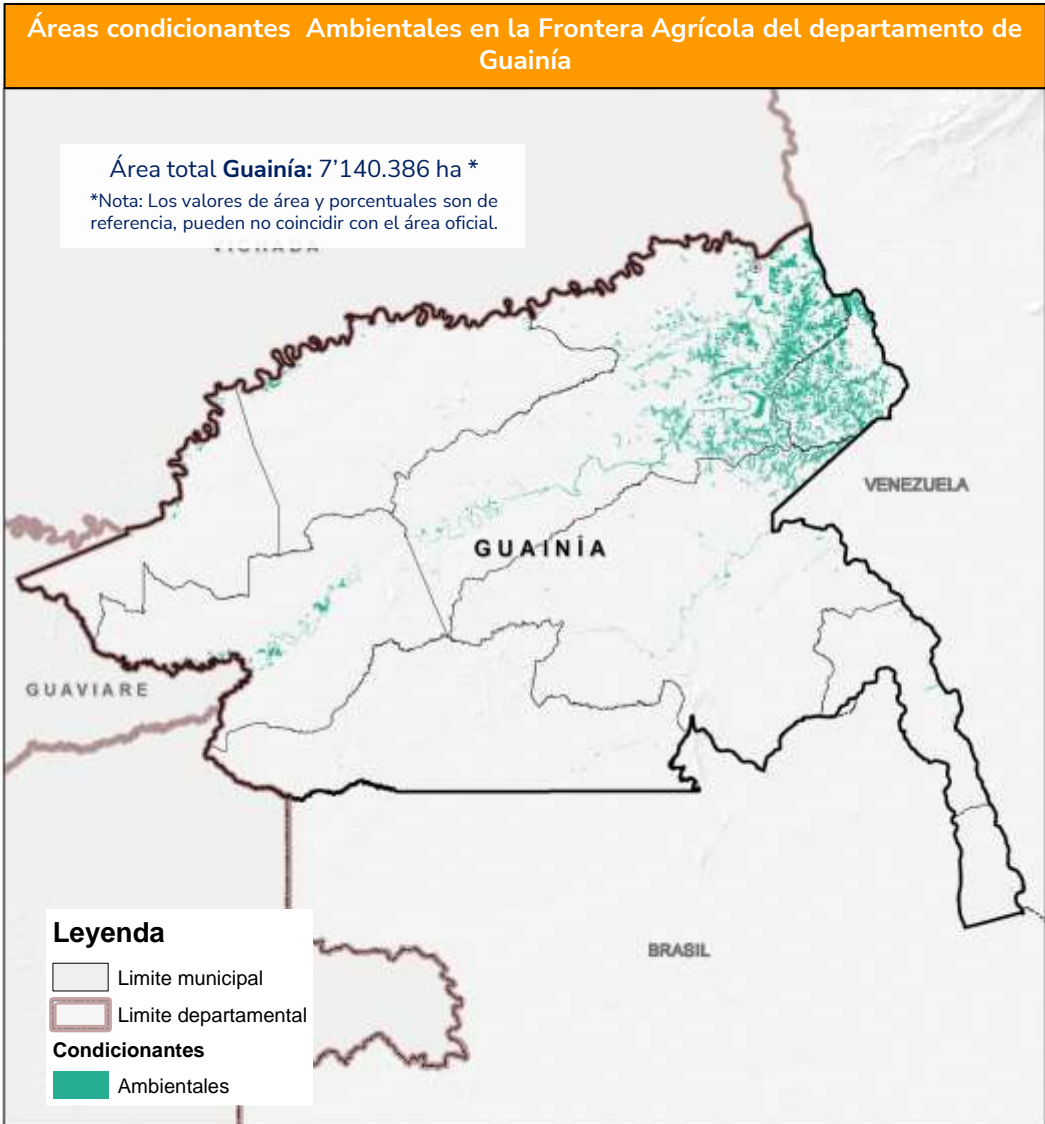 Áreas condicionantes  Ambientales en la Frontera Agrícola del departamento de
Guainía
Área total Guainía: 7’140.386 ha *
*Nota: Los valores de área y porcentuales son de
referencia, pueden no coincidir con el área oficial.
VICHADA
VENEZUELA
GUAINÍA
GUAVIARE
BRASIL
Leyenda
Limite municipal
Limite departamental
Condicionantes
Ambientales